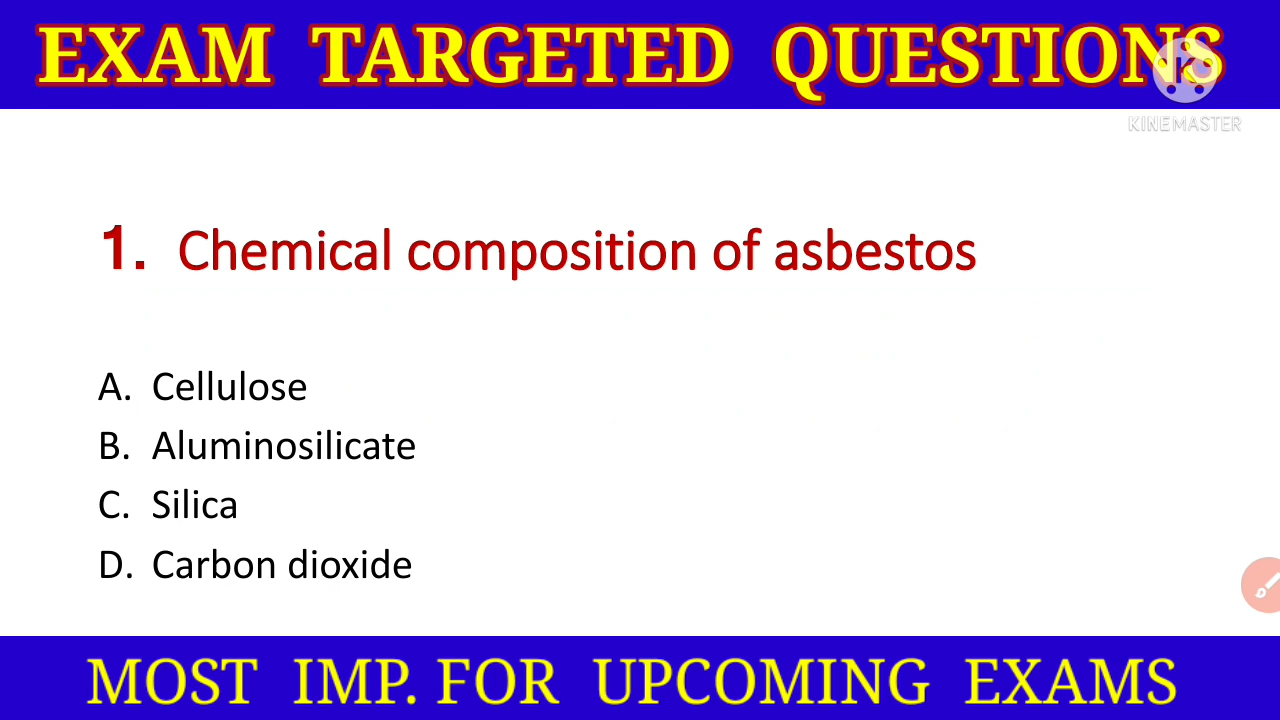 EXAM TARGETED QUESTIONS
K
KINEMASTER
1. Chemical composition of asbestos
A. Cellulose
B. Aluminosilicate
C. Silica
D. Carbon dioxide
MOST IMP. FOR UPCOMING EXAMS